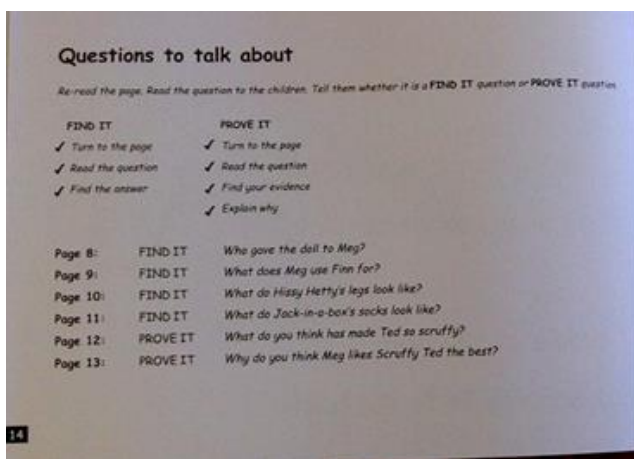 Questions to talk about
Re-read the page. Read the question to the children. Tell them whether it is a FIND IT question or PROVE IT question.
FIND IT PROVE IT
✓ Turn to the page ✓ Turn to the page
✓ Read the question ✓ Read the question
✓ Find the answer ✓ Find your evidence
✓ Explain why
Page 8: FIND IT Who gave the doll to Meg?
Page 9: FIND IT What does Meg use Finn for?
Page 10: FIND IT What do Hissy Hetty's legs look like?
Page 11: FIND IT What do Jack-in-a-box's socks look like?
Page 12: PROVE IT What do you think has made Ted so scruffy?
Page 13: PROVE IT Why do you think Meg likes Scruffy Ted the best?
14